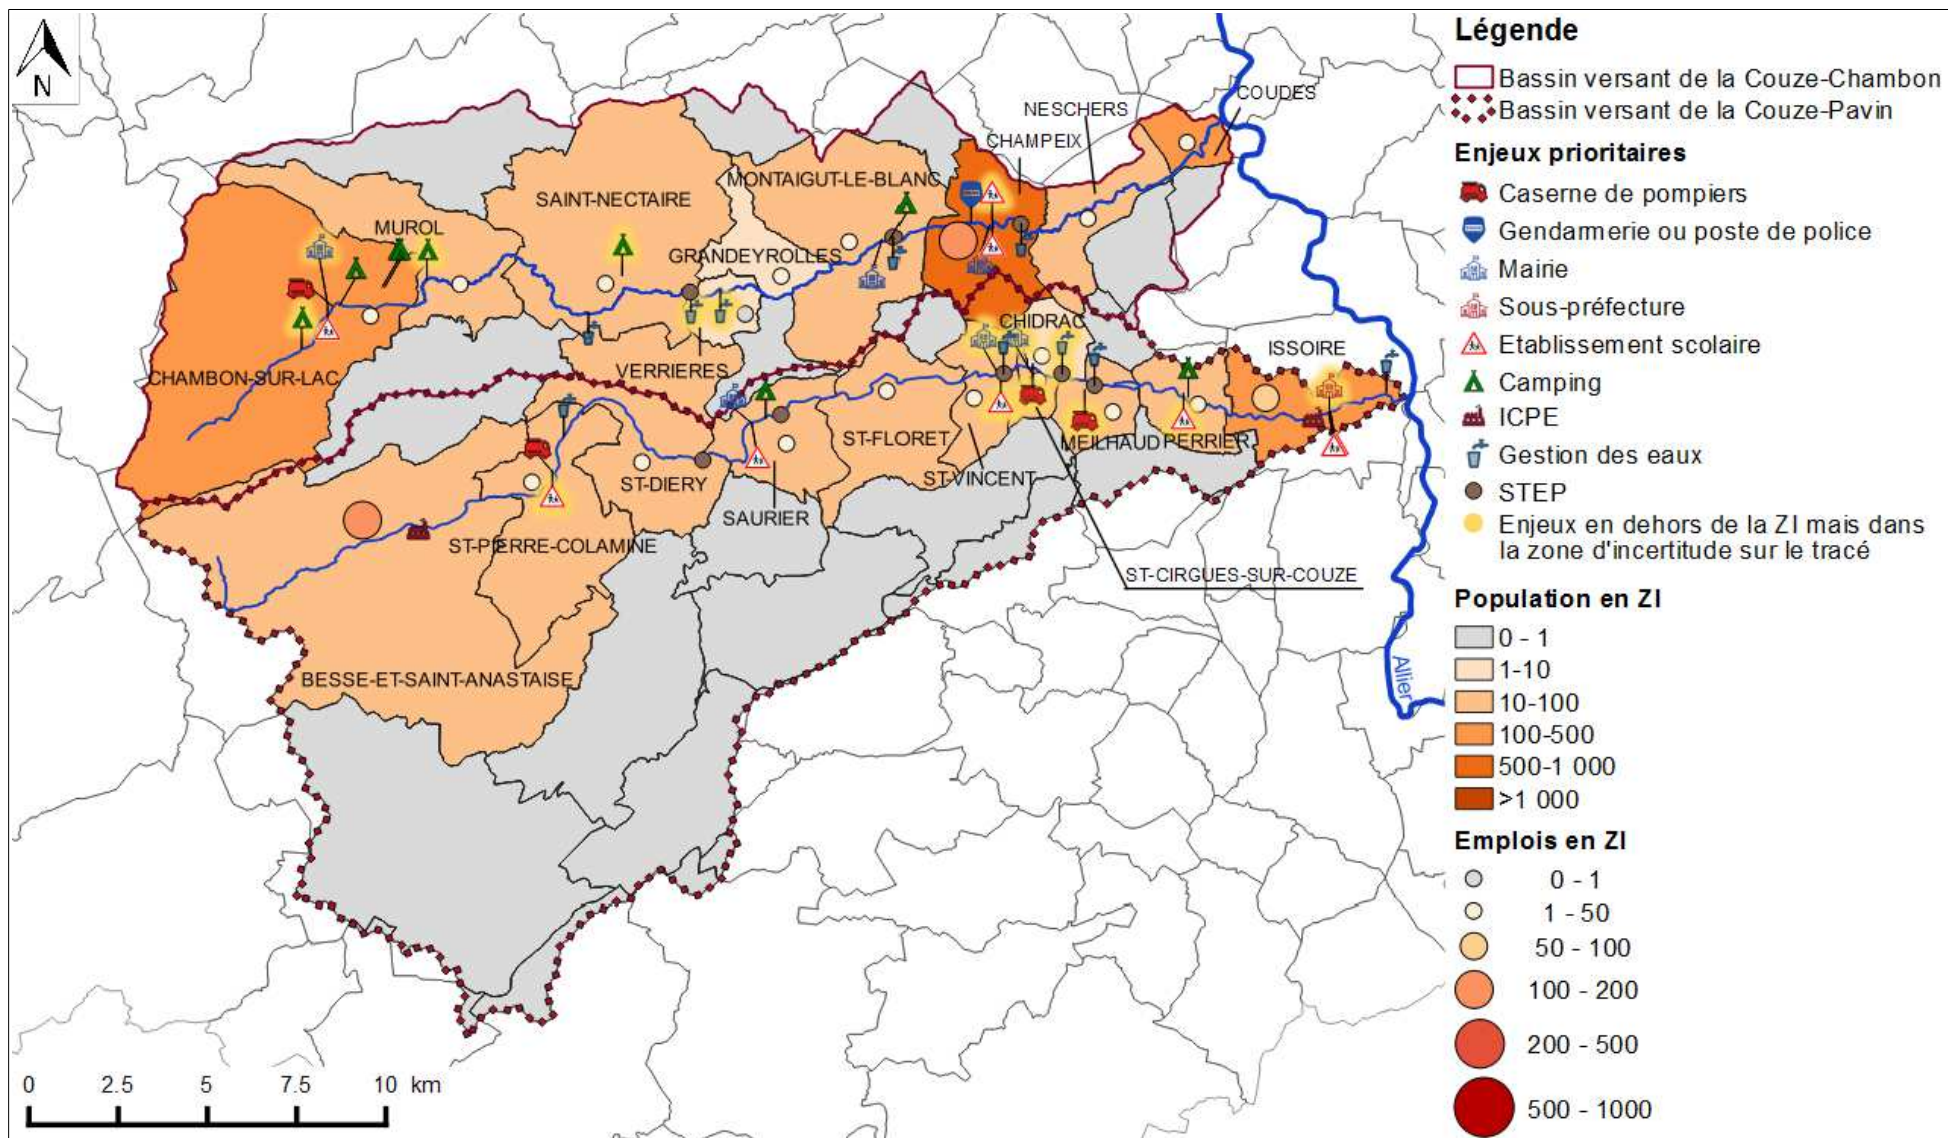 N
COUDES
NESCHERS
CHAMPEIX
MONTAIGUT-LE-BLANC
SAINT-NECTAIRE
MUROL
GRANDEYROLLES
CHIDRAC
ISSOIRE
VERRIERES
CHAMBON-SUR-LAC
ST-FLORET
MEILHAUD
PERRIER
ST-VINCENT
ST-DIERY
SAURIER
ST-PIERRE-COLAMINE
ST-CIRGUES-SUR-COUZE
BESSE-ET-SAINT-ANASTAISE
Allier
0 2.5 5 7.5 10 km
Légende
Bassin versant de la Couze-Chambon
Bassin versant de la Couze-Pavin
Enjeux prioritaires
Caserne de pompiers
Gendarmerie ou poste de police
Mairie
Sous-préfecture
Etablissement scolaire
Camping
ICPE
Gestion des eaux
STEP
Enjeux en dehors de la ZI mais dans
la zone d'incertitude sur le tracé
Population en ZI
0 - 1
1-10
10-100
100-500
500-1 000
>1 000
Emplois en ZI
0 - 1
1 - 50
50 - 100
100 - 200
200 - 500
500 - 1000